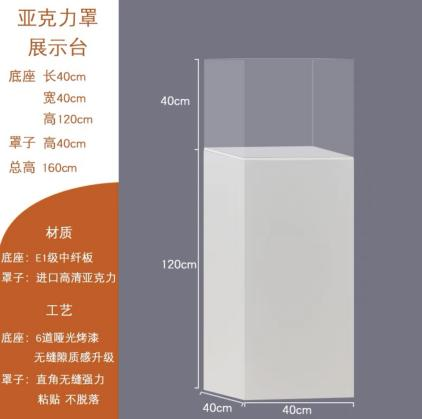 亚克力罩
展示台
底座 长40cm
宽40cm
高120cm
罩子 高40cm
总高 160cm
材质
底座：E1级中纤板
罩子：进口高清亚克力
工艺
底座：6道哑光烤漆
无缝隙质感升级
罩子：直角无缝强力
粘贴 不脱落
40cm
120cm
40cm
40cm